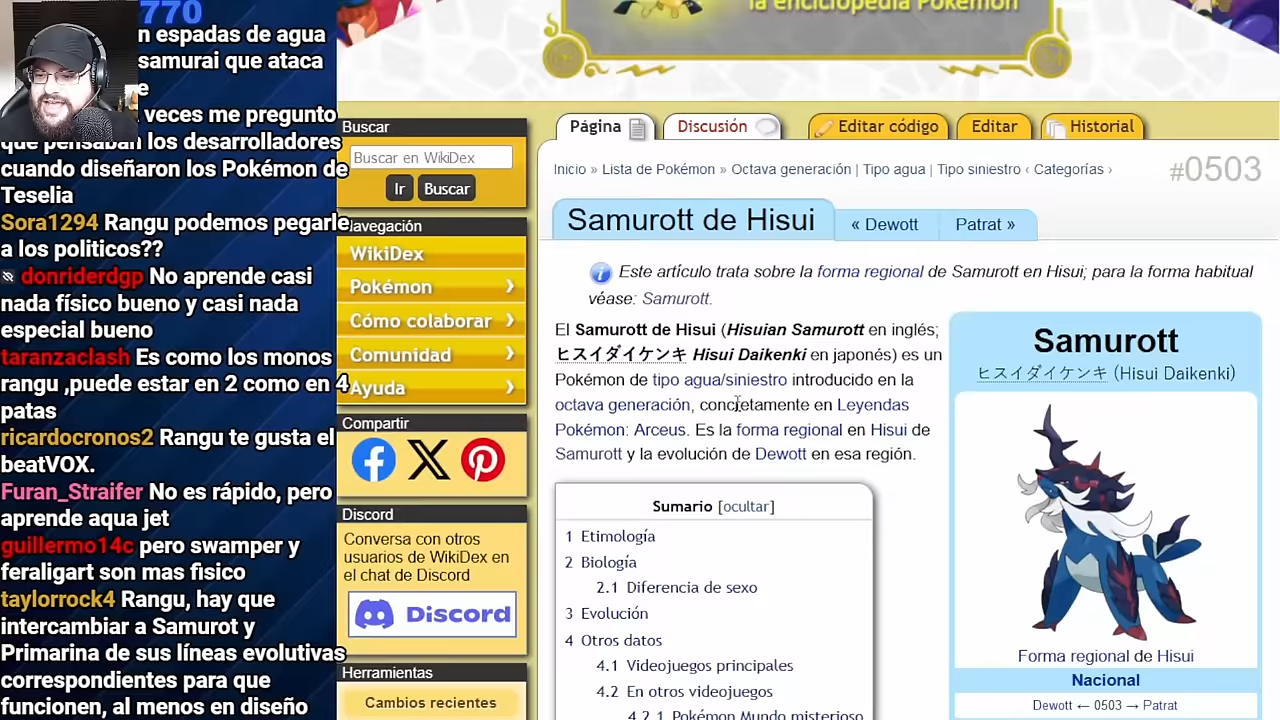 770
n espadas de agua
samurai que ataca
e
veces me pregunto
que pensaban los desarrolladores
cuando diseñaron los Pokémon de
Teselia
Sora1294 Rangu podemos pegarle
a los politicos??
donriderdgp No aprende casi
nada físico bueno y casi nada
especial bueno
taranzaclash Es como los monos
rangu ,puede estar en 2 como en 4
patas
ricardocronos2 Rangu te gusta el
beatVOX.
Furan_Straifer No es rápido, pero
aprende aqua jet
guillermo14c pero swamper y
feraligart son mas fisico
taylorrock4 Rangu, hay que
intercambiar a Samurot y
Primarina de sus líneas evolutivas
correspondientes para que
funcionen, al menos en diseño
Buscar
Buscar en WikiDex
Ir Buscar
Navegación
WikiDex
Pokémon ›
Cómo colaborar ›
Comunidad ›
Ayuda ›
Compartir
Discord
Conversa con otros
usuarios de WikiDex en
el chat de Discord
Discord
Herramientas
Cambios recientes
la enciclopedia Pokémon
Página Discusión Editar código Editar Historial
Inicio » Lista de Pokémon » Octava generación | Tipo agua | Tipo siniestro ‹ Categorías ›
#0503
Samurott de Hisui « Dewott Patrat »
Este artículo trata sobre la forma regional de Samurott en Hisui; para la forma habitual
véase: Samurott.
El Samurott de Hisui (Hisuian Samurott en inglés;
ヒスイダイケンキ Hisui Daikenki en japonés) es un
Pokémon de tipo agua/siniestro introducido en la
octava generación, concretamente en Leyendas
Pokémon: Arceus. Es la forma regional en Hisui de
Samurott y la evolución de Dewott en esa región.
Sumario [ocultar]
1 Etimología
2 Biología
2.1 Diferencia de sexo
3 Evolución
4 Otros datos
4.1 Videojuegos principales
4.2 En otros videojuegos
4.2.1 Pokémon Mundo misterioso
Samurott
ヒスイダイケンキ (Hisui Daikenki)
Forma regional de Hisui
Nacional
Dewott ← 0503 → Patrat